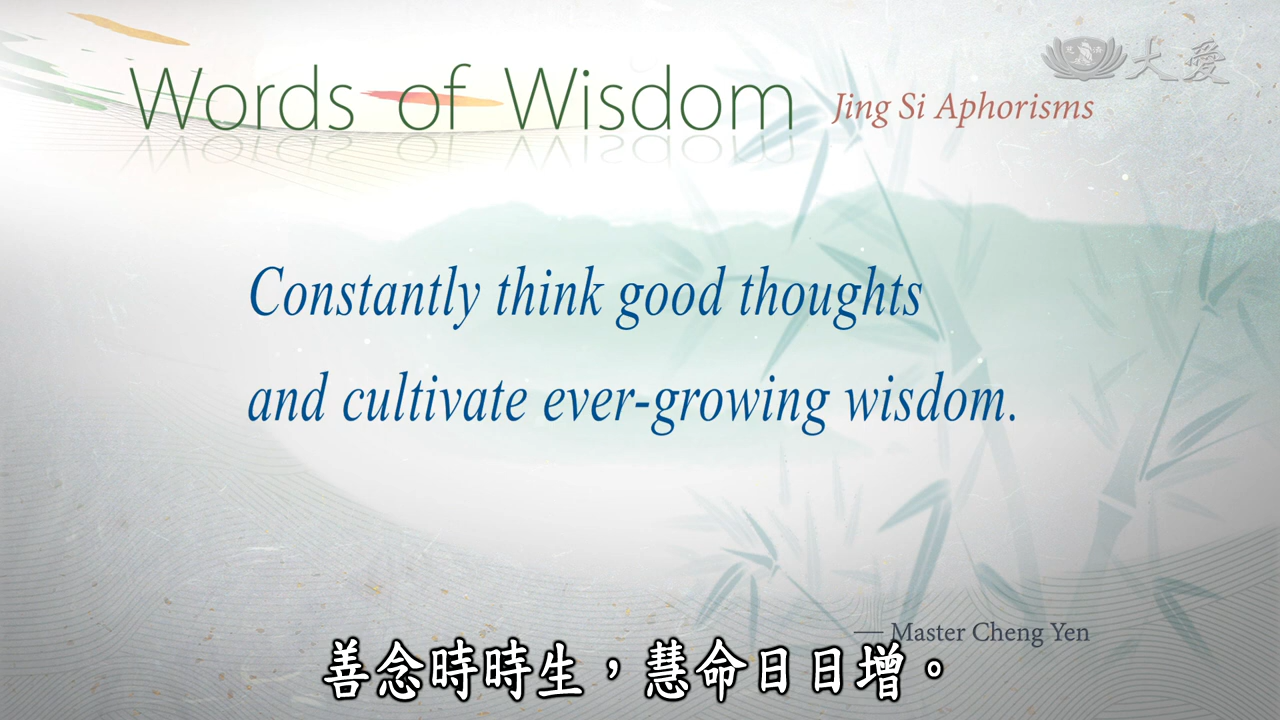 大愛
Words of Wisdom
Jing Si Aphorisms
Constantly think good thoughts
and cultivate ever-growing wisdom.
— Master Cheng Yen
善念時時生，慧命日日增。